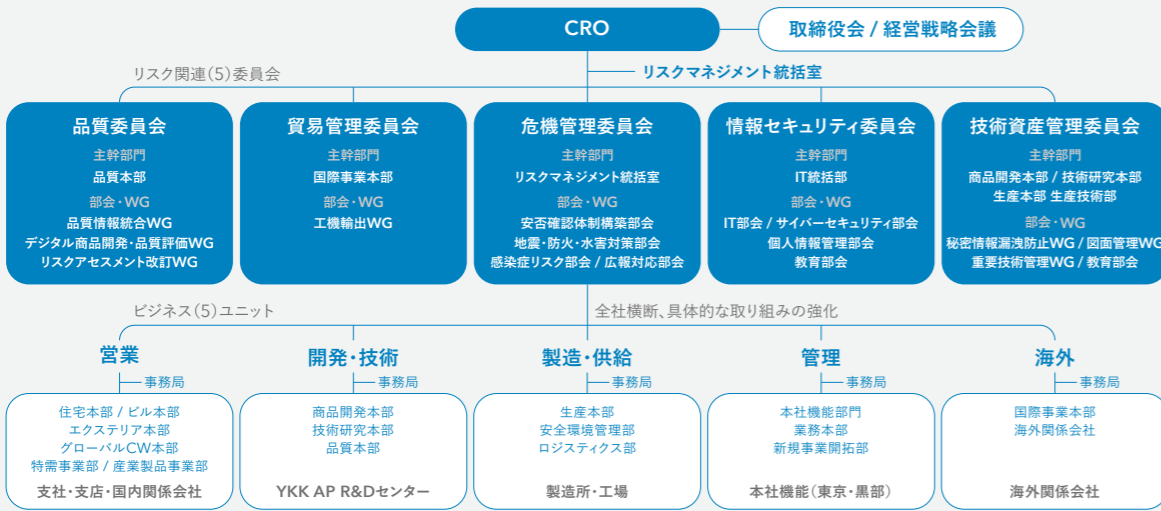 CRO
取締役会 / 経営戦略会議
リスク関連(5)委員会
リスクマネジメント統括室
品質委員会
主幹部門
品質本部
部会・WG
品質情報統合WG
デジタル商品開発・品質評価WG
リスクアセスメント改訂WG
貿易管理委員会
主幹部門
国際事業本部
部会・WG
工機輸出WG
危機管理委員会
主幹部門
リスクマネジメント統括室
部会・WG
安否確認体制構築部会
地震・防火・水害対策部会
感染症リスク部会 / 広報対応部会
情報セキュリティ委員会
主幹部門
IT統括部
部会・WG
IT部会 / サイバーセキュリティ部会
個人情報管理部会
教育部会
技術資産管理委員会
主幹部門
商品開発本部 / 技術研究本部
生産本部 生産技術部
部会・WG
秘密情報漏洩防止WG / 図面管理WG
重要技術管理WG / 教育部会
ビジネス(5)ユニット
全社横断、具体的な取り組みの強化
営業
事務局
住宅本部 / ビル本部
エクステリア本部
グローバルCW本部
特需事業部 / 産業製品事業部
支社・支店・国内関係会社
開発・技術
事務局
商品開発本部
技術研究本部
品質本部
YKK AP R&Dセンター
製造・供給
事務局
生産本部
安全環境管理部
ロジスティクス部
製造所・工場
管理
事務局
本社機能部門
業務本部
新規事業開拓部
本社機能(東京・黒部)
海外
事務局
国際事業本部
海外関係会社
海外関係会社